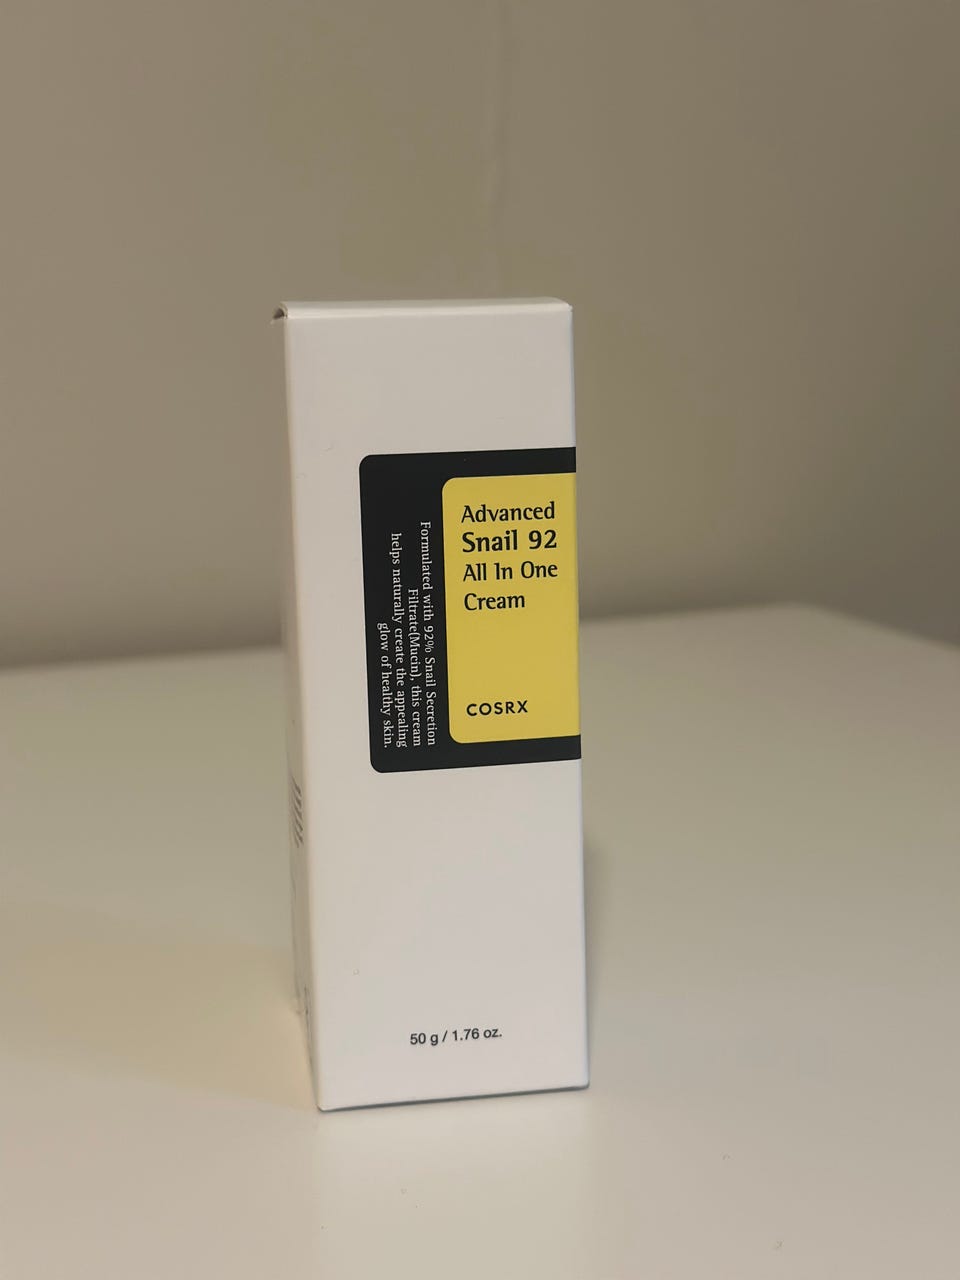 Advanced
Snail 92
All In One
Cream
COSRX
Formulated with 92% Snail Secretion
Filtrate(Mucin), this cream
helps naturally create the appealing
glow of healthy skin.
50 g / 1.76 oz.